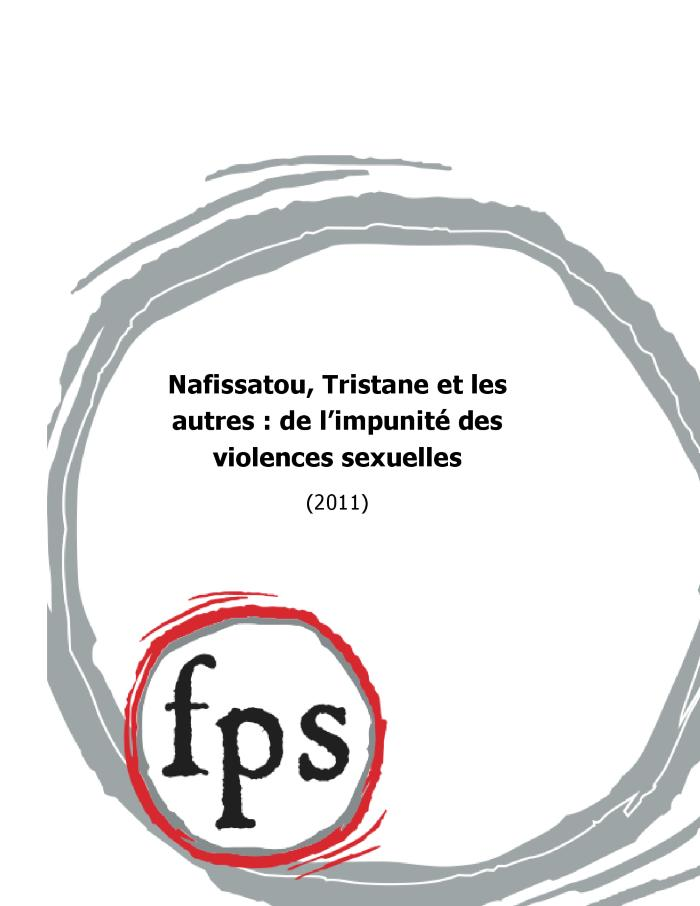 Nafissatou, Tristane et les
autres : de l’impunité des
violences sexuelles
(2011)
fps